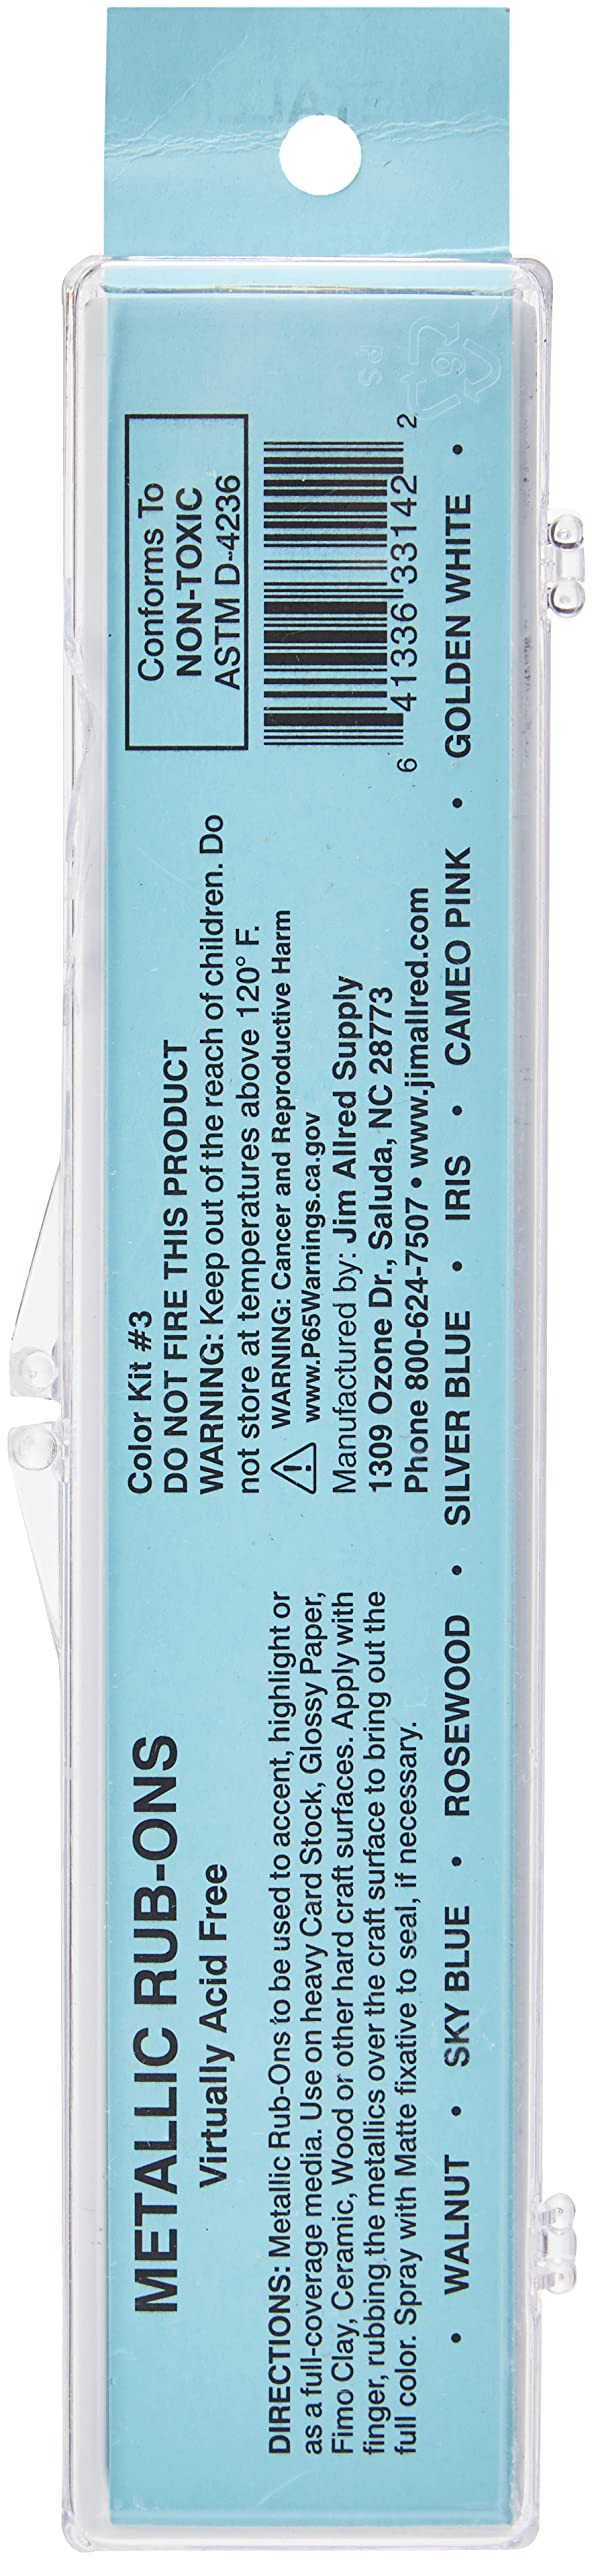 METALLIC RUB-ONS
Virtually Acid Free
DIRECTIONS: Metallic Rub-Ons to be used to accent, highlight or
as a full-coverage media. Use on heavy Card Stock, Glossy Paper,
Fimo Clay, Ceramic, Wood or other hard craft surfaces. Apply with
finger, rubbing the metallics over the craft surface to bring out the
full color. Spray with Matte fixative to seal, if necessary.
Color Kit #3
DO NOT FIRE THIS PRODUCT
WARNING: Keep out of the reach of children. Do
not store at temperatures above 120° F.
WARNING: Cancer and Reproductive Harm
www.P65Warnings.ca.gov
Manufactured by: Jim Allred Supply
1309 Ozone Dr., Saluda, NC 28773
Phone 800-624-7507 • www.jimallred.com
Conforms To
NON-TOXIC
ASTM D-4236
6 41336 33142 2
• WALNUT • SKY BLUE • ROSEWOOD • SILVER BLUE • IRIS • CAMEO PINK • GOLDEN WHITE •
6
PS